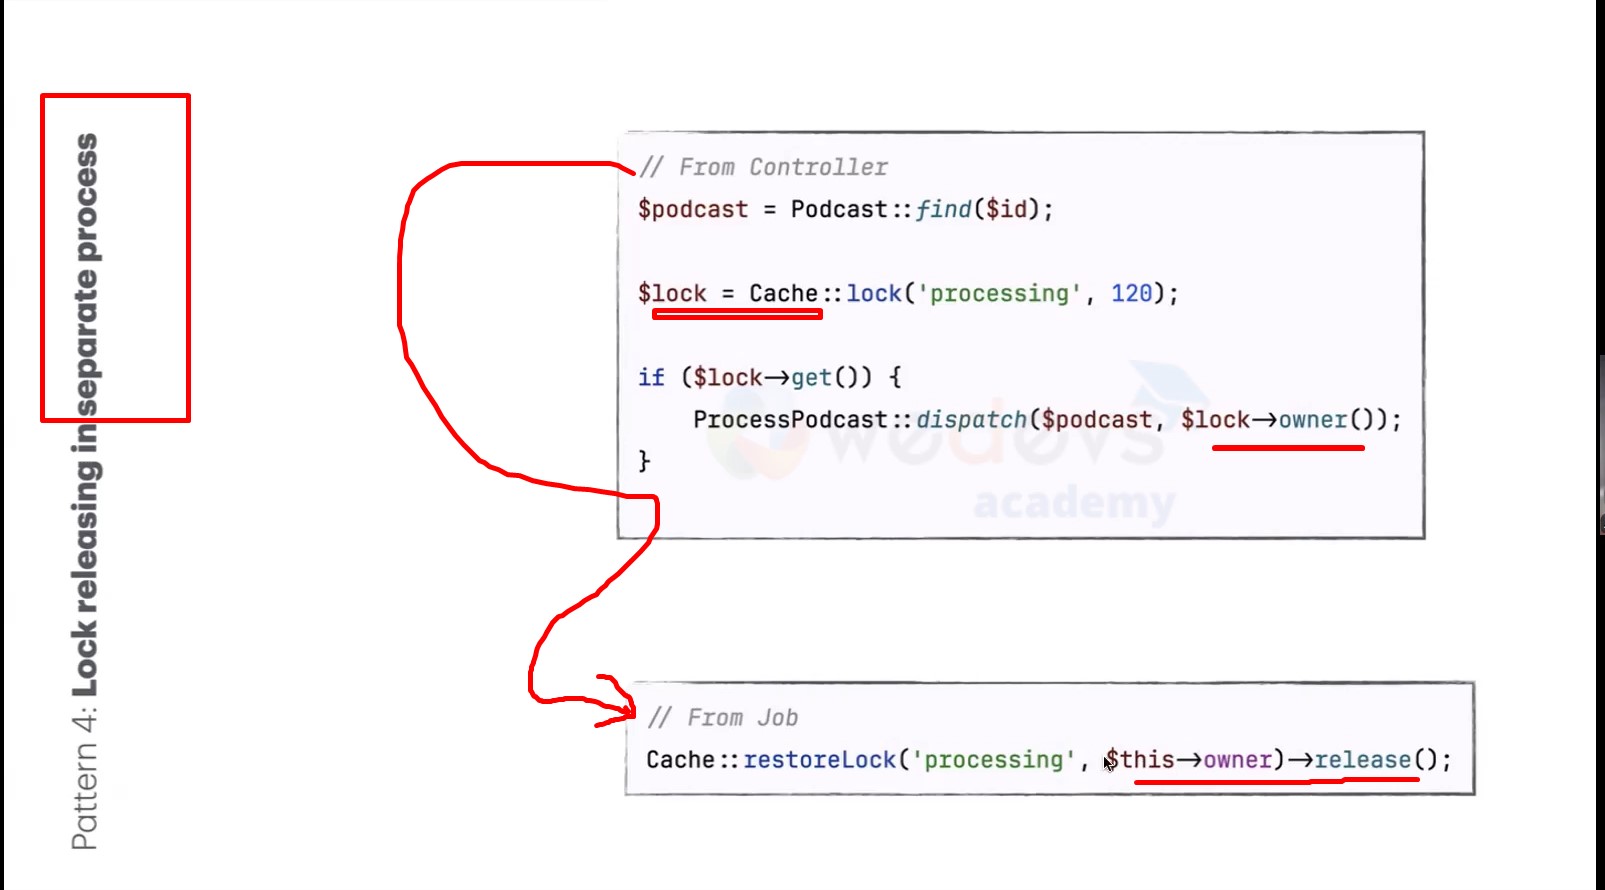 Pattern 4: Lock releasing in separate process
// From Controller
$podcast = Podcast::find($id);
$lock = Cache::lock('processing', 120);
if ($lock→get()) {
ProcessPodcast::dispatch($podcast, $lock→owner());
}
wedevs
academy
// From Job
Cache::restoreLock('processing', $this→owner)→release();